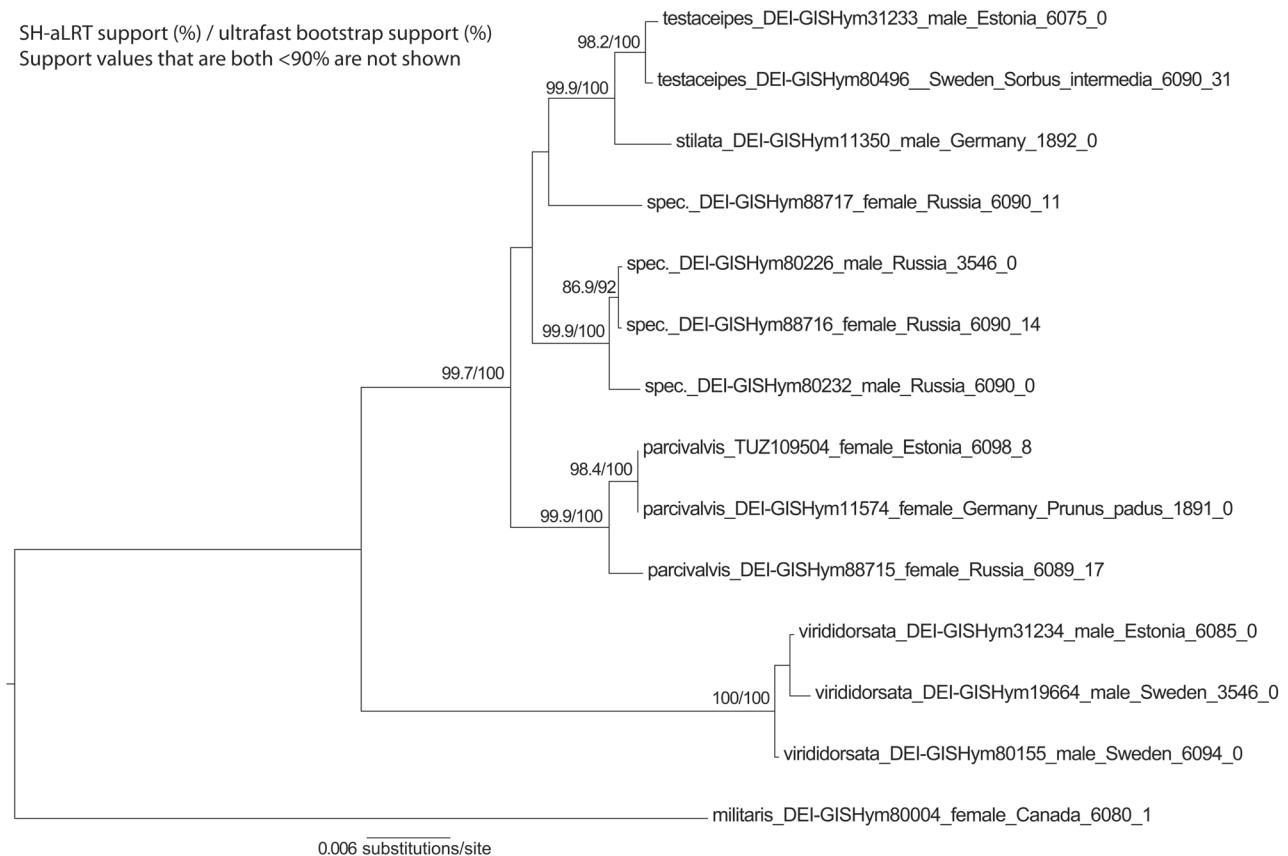 SH-aLRT support (%) / ultrafast bootstrap support (%)
Support values that are both <90% are not shown
testaceipes_DEI-GISHym31233_male_Estonia_6075_0
98.2/100
testaceipes_DEI-GISHym80496__Sweden_Sorbus_intermedia_6090_31
99.9/100
stilata_DEI-GISHym11350_male_Germany_1892_0
spec._DEI-GISHym88717_female_Russia_6090_11
spec._DEI-GISHym80226_male_Russia_3546_0
86.9/92
spec._DEI-GISHym88716_female_Russia_6090_14
99.9/100
99.7/100
spec._DEI-GISHym80232_male_Russia_6090_0
parcivalvis_TUZ109504_female_Estonia_6098_8
98.4/100
parcivalvis_DEI-GISHym11574_female_Germany_Prunus_padus_1891_0
99.9/100
parcivalvis_DEI-GISHym88715_female_Russia_6089_17
virididorsata_DEI-GISHym31234_male_Estonia_6085_0
100/100
virididorsata_DEI-GISHym19664_male_Sweden_3546_0
virididorsata_DEI-GISHym80155_male_Sweden_6094_0
militaris_DEI-GISHym80004_female_Canada_6080_1
0.006 substitutions/site